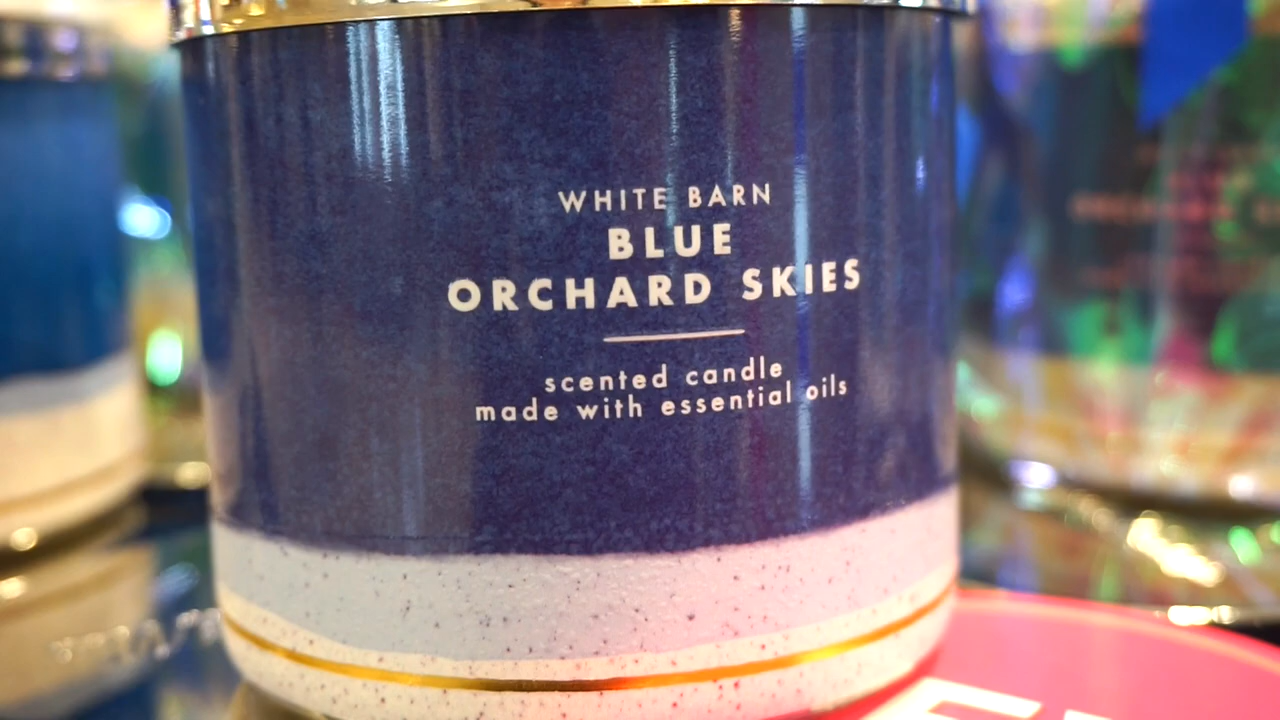 WHITE BARN
BLUE
ORCHARD SKIES
scented candle
made with essential oils